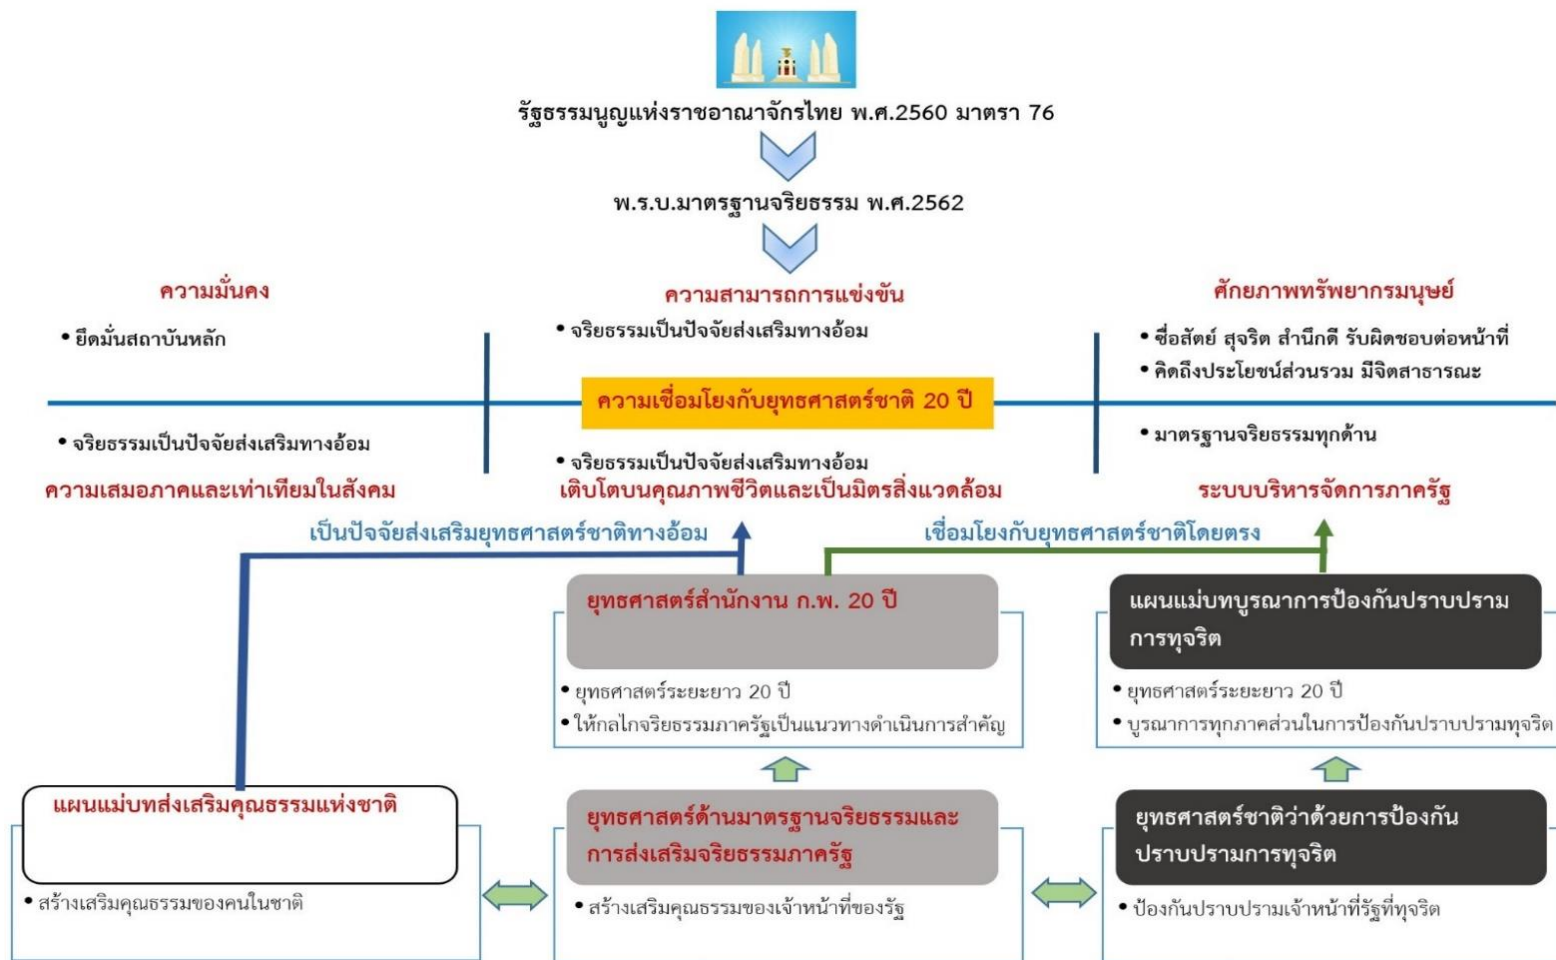 รัฐธรรมนูญแห่งราชอาณาจักรไทย พ.ศ.2560 มาตรา 76
พ.ร.บ.มาตรฐานจริยธรรม พ.ศ.2562
ความมั่นคง
• ยึดมั่นสถาบันหลัก
ความสามารถการแข่งขัน
• จริยธรรมเป็นปัจจัยส่งเสริมทางอ้อม
ศักยภาพทรัพยากรมนุษย์
• ซื่อสัตย์ สุจริต สำนึกดี รับผิดชอบต่อหน้าที่
• คิดถึงประโยชน์ส่วนรวม มีจิตสาธารณะ
ความเชื่อมโยงกับยุทธศาสตร์ชาติ 20 ปี
• จริยธรรมเป็นปัจจัยส่งเสริมทางอ้อม
ความเสมอภาคและเท่าเทียมในสังคม
• จริยธรรมเป็นปัจจัยส่งเสริมทางอ้อม
เติบโตบนคุณภาพชีวิตและเป็นมิตรสิ่งแวดล้อม
• มาตรฐานจริยธรรมทุกด้าน
ระบบบริหารจัดการภาครัฐ
เป็นปัจจัยส่งเสริมยุทธศาสตร์ชาติทางอ้อม
เชื่อมโยงกับยุทธศาสตร์ชาติโดยตรง
ยุทธศาสตร์สำนักงาน ก.พ. 20 ปี
• ยุทธศาสตร์ระยะยาว 20 ปี
• ให้กลไกจริยธรรมภาครัฐเป็นแนวทางดำเนินการสำคัญ
แผนแม่บทบูรณาการป้องกันปราบปราม
การทุจริต
• ยุทธศาสตร์ระยะยาว 20 ปี
• บูรณาการทุกภาคส่วนในการป้องกันปราบปรามทุจริต
แผนแม่บทส่งเสริมคุณธรรมแห่งชาติ
• สร้างเสริมคุณธรรมของคนในชาติ
ยุทธศาสตร์ด้านมาตรฐานจริยธรรมและ
การส่งเสริมจริยธรรมภาครัฐ
• สร้างเสริมคุณธรรมของเจ้าหน้าที่ของรัฐ
ยุทธศาสตร์ชาติว่าด้วยการป้องกัน
ปราบปรามการทุจริต
• ป้องกันปราบปรามเจ้าหน้าที่รัฐที่ทุจริต